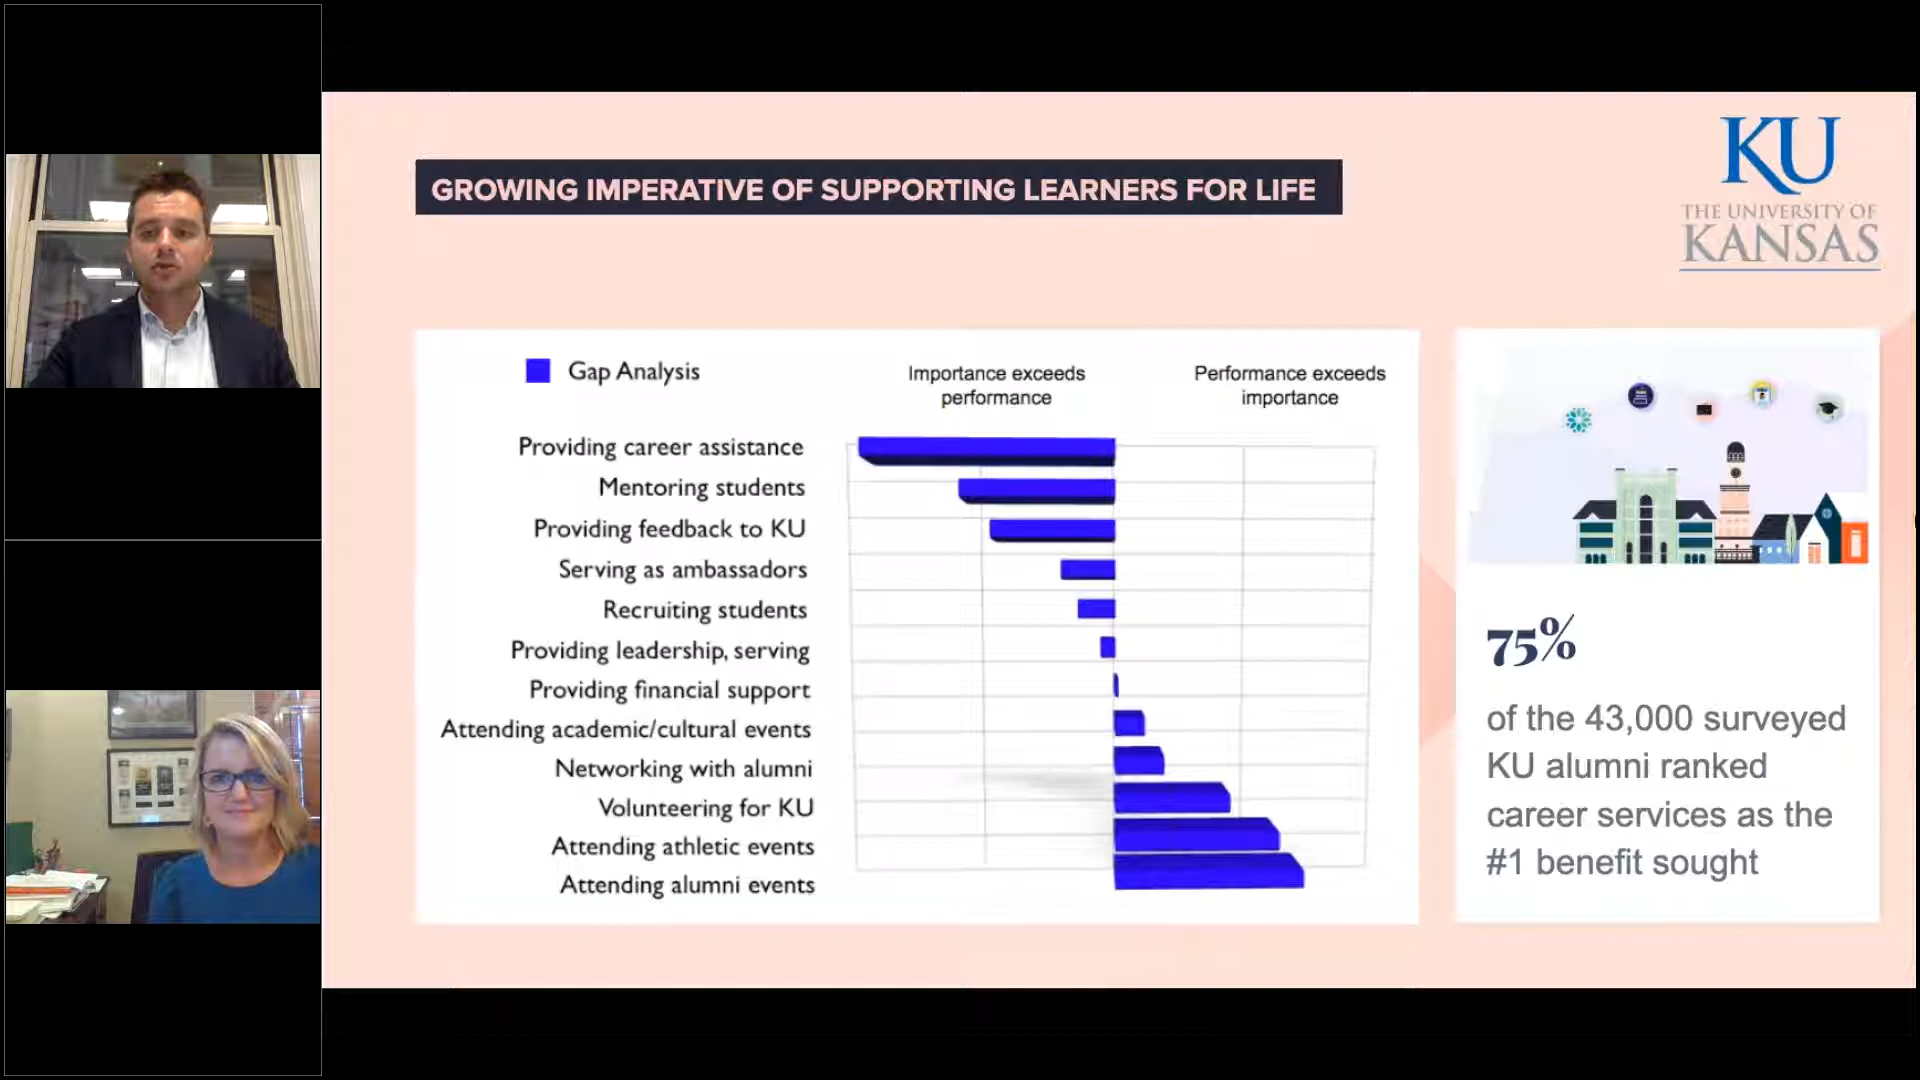 GROWING IMPERATIVE OF SUPPORTING LEARNERS FOR LIFE
KU
THE UNIVERSITY OF
KANSAS
Gap Analysis
Importance exceeds
performance
Performance exceeds
importance
Providing career assistance
Mentoring students
Providing feedback to KU
Serving as ambassadors
Recruiting students
Providing leadership, serving
Providing financial support
Attending academic/cultural events
Networking with alumni
Volunteering for KU
Attending athletic events
Attending alumni events
75%
of the 43,000 surveyed
KU alumni ranked
career services as the
#1 benefit sought